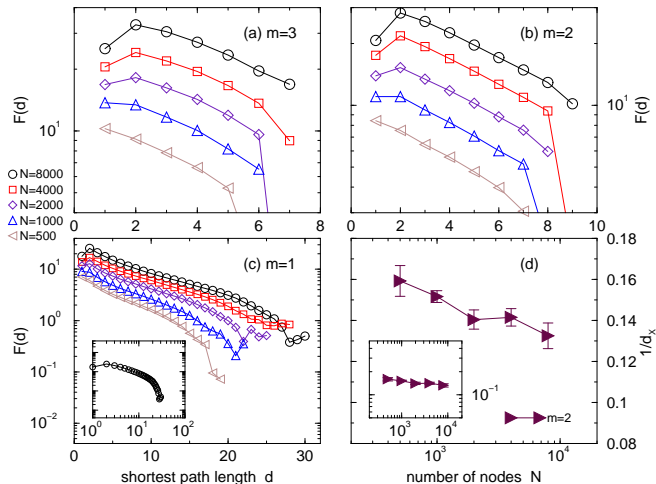 (a) m=3
(b) m=2
F(d)
F(d)
10¹
10¹
0 2 4 6 8
0 2 4 6 8 10
N=8000
N=4000
N=2000
N=1000
N=500
(c) m=1
(d)
F(d)
10²
10¹
10⁰
10⁻¹
10⁻²
10⁰ 10¹ 10²
0 10 20 30
shortest path length d
0.18
0.16
0.14
0.12
0.10
0.08
1/dₓ
10⁻¹
10³ 10⁴
m=2
10³ 10⁴
number of nodes N